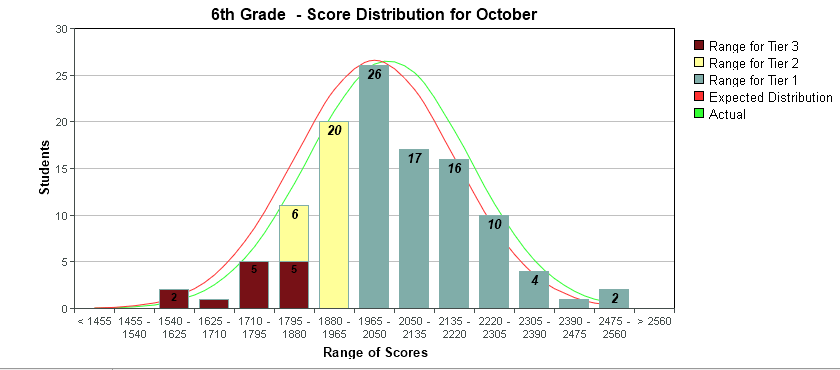 6th Grade - Score Distribution for October
30
25
20
15
10
5
0
Students
26
20
17
16
6
10
5
5
4
2
2
< 1455
1455 - 1540
1540 - 1625
1625 - 1710
1710 - 1795
1795 - 1880
1880 - 1965
1965 - 2050
2050 - 2135
2135 - 2220
2220 - 2305
2305 - 2390
2390 - 2475
2475 - 2560
> 2560
Range of Scores
Range for Tier 3
Range for Tier 2
Range for Tier 1
Expected Distribution
Actual